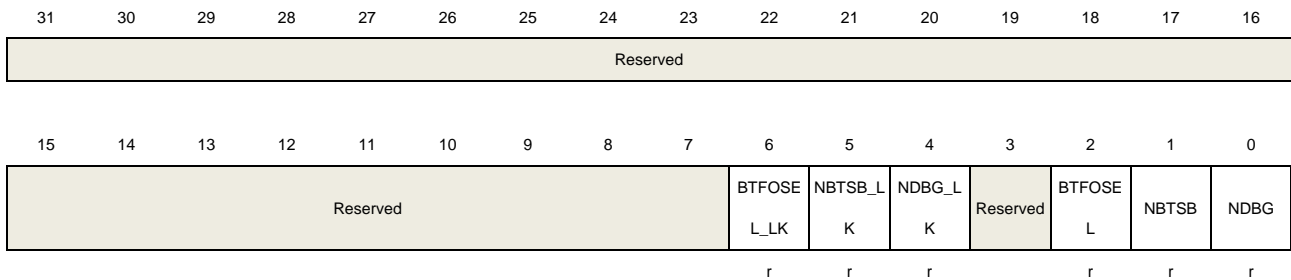 31 30 29 28 27 26 25 24 23 22 21 20 19 18 17 16
Reserved
15 14 13 12 11 10 9 8 7 6 5 4 3 2 1 0
BTFOSE NBTSB_L NDBG_L BTFOSE
Reserved Reserved NBTSB NDBG
L_LK K K L
r r r r r r